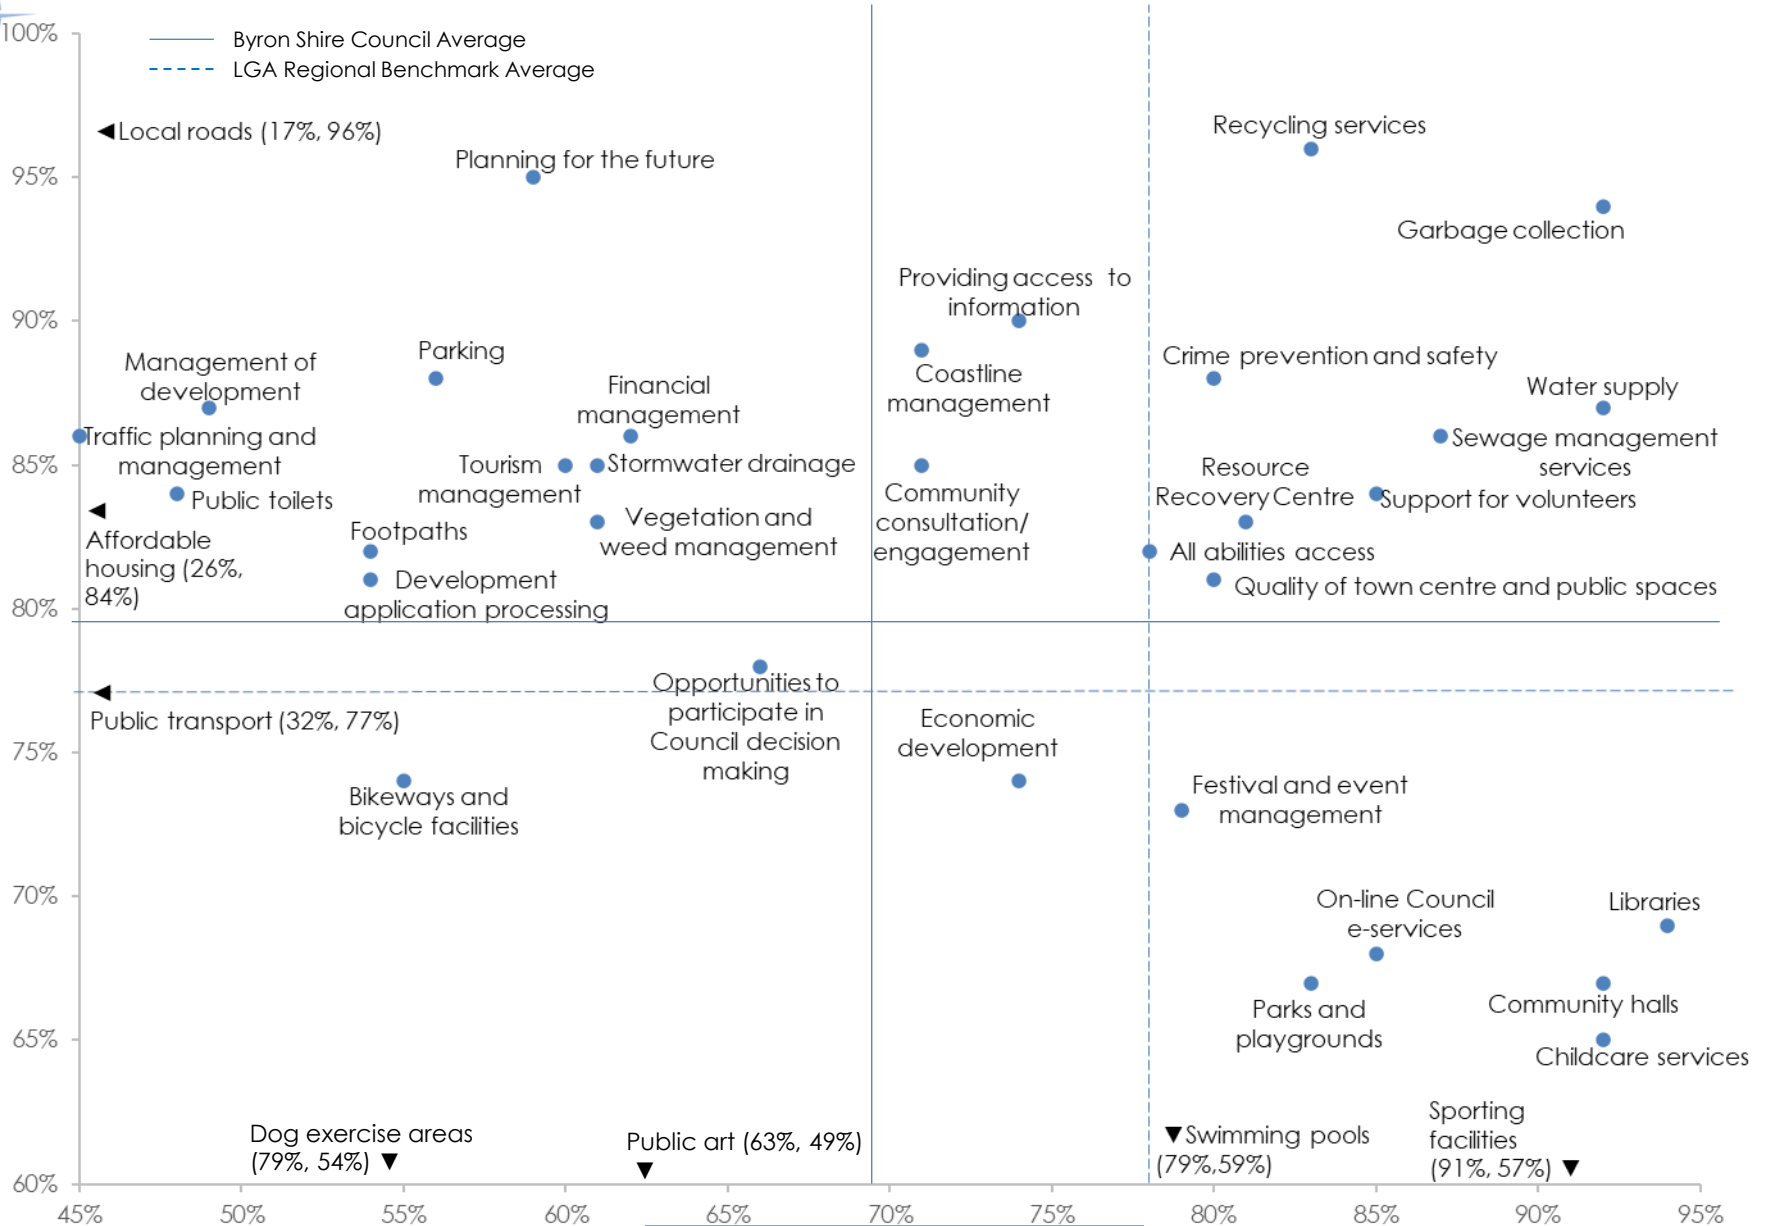 100%
Byron Shire Council Average
LGA Regional Benchmark Average
Local roads (17%, 96%)
Recycling services
Planning for the future
95%
Garbage collection
Providing access to
information
90%
Parking
Management of
development
Financial
management
Coastline
management
Crime prevention and safety
Water supply
Traffic planning and
management
85%
Tourism
management
Stormwater drainage
Sewage management
services
Resource
Recovery Centre
Support for volunteers
Public toilets
Community
consultation/
engagement
Vegetation and
weed management
Footpaths
Affordable
housing (26%,
84%)
All abilities access
Development
application processing
Quality of town centre and public spaces
80%
Opportunities to
participate in
Council decision
making
Public transport (32%, 77%)
Economic
development
75%
Bikeways and
bicycle facilities
Festival and event
management
70%
On-line Council
e-services
Libraries
Parks and
playgrounds
Community halls
65%
Childcare services
Dog exercise areas
(79%, 54%)
Public art (63%, 49%)
Swimming pools
(79%,59%)
Sporting
facilities
(91%, 57%)
60%
45%
50%
55%
60%
65%
70%
75%
80%
85%
90%
95%